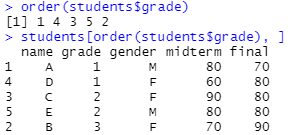 > order(students$grade)
[1] 1 4 3 5 2
> students[order(students$grade), ]
  name grade gender midterm final
1    A     1      M      80    70
4    D     1      F      60    80
3    C     2      F      90    80
5    E     2      M      80    80
2    B     3      F      70    90